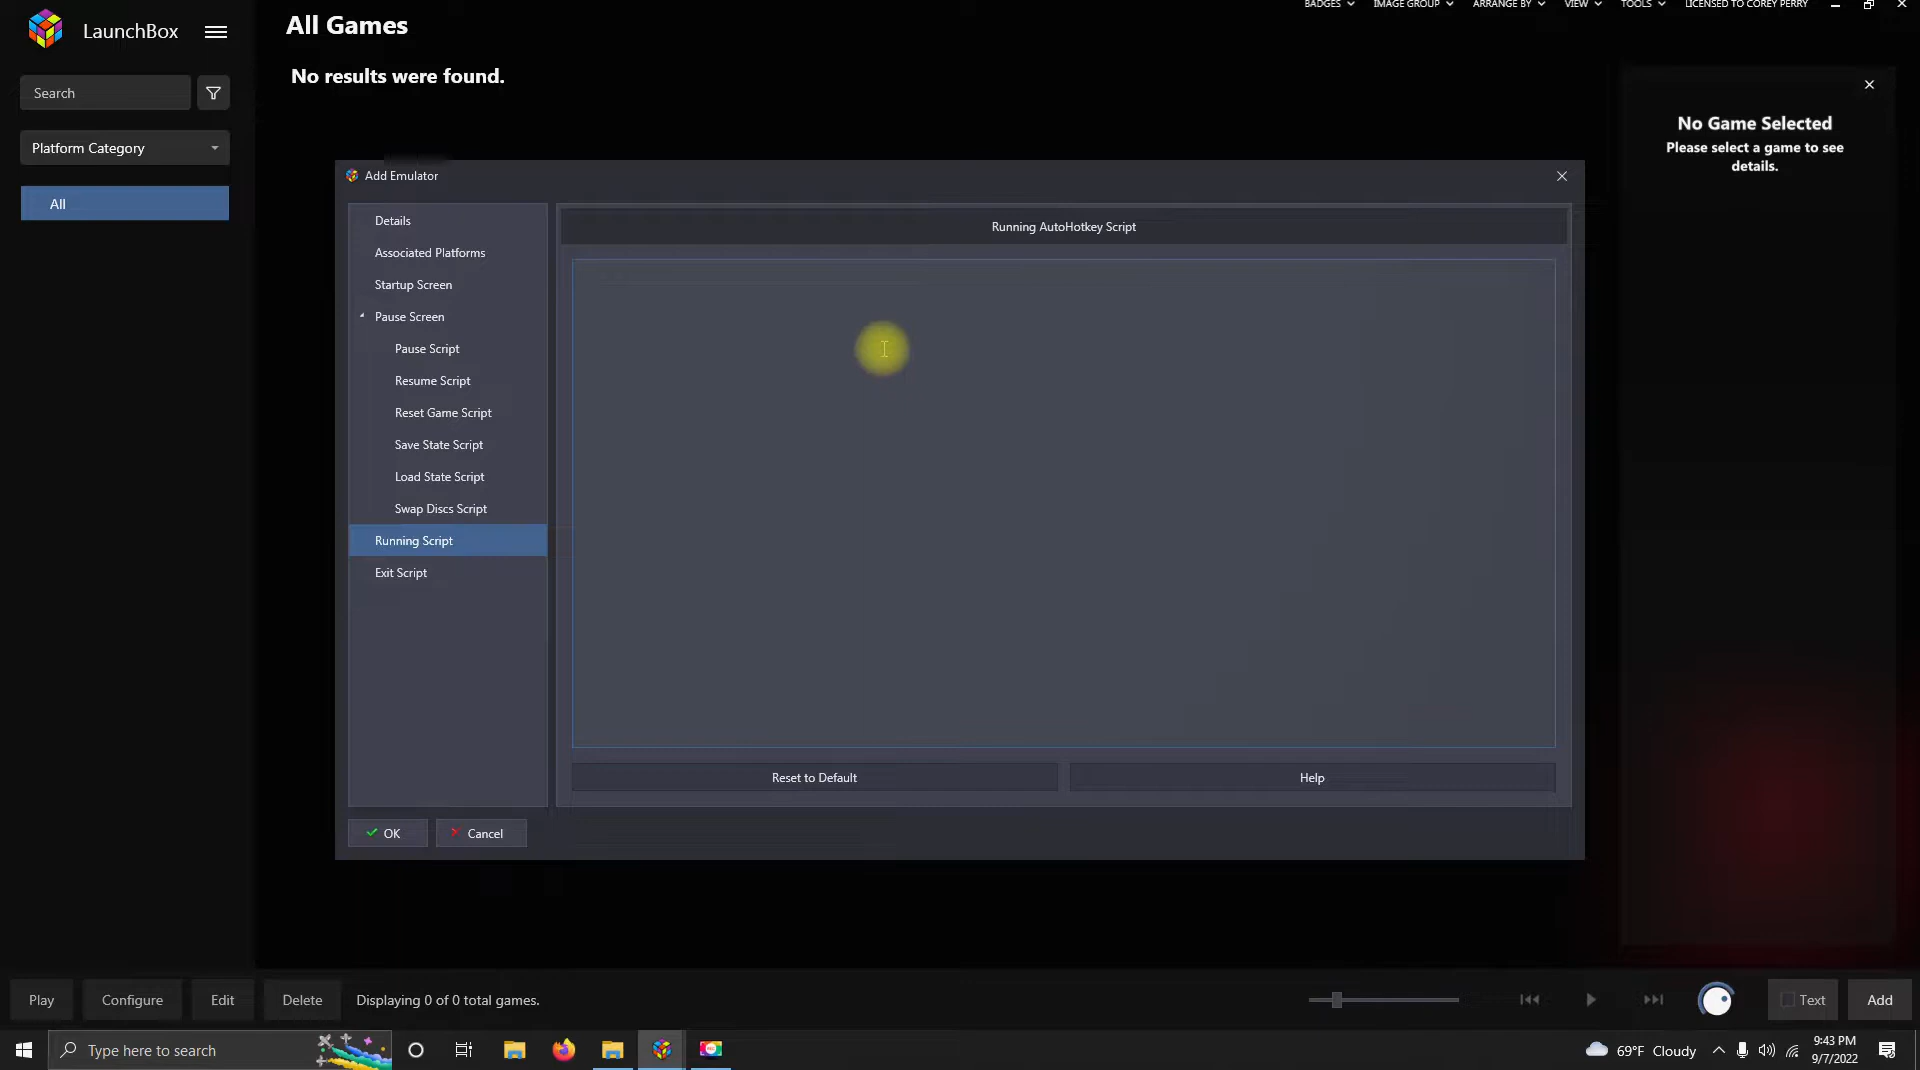 LaunchBox
All Games
BADGES
IMAGE GROUP
ARRANGE BY
VIEW
TOOLS
LICENSED TO COREY PERRY
No results were found.
Search
Platform Category
All
No Game Selected
Please select a game to see
details.
Add Emulator
Details
Associated Platforms
Startup Screen
Pause Screen
Pause Script
Resume Script
Reset Game Script
Save State Script
Load State Script
Swap Discs Script
Running Script
Exit Script
Running AutoHotkey Script
Reset to Default
Help
OK
Cancel
Play
Configure
Edit
Delete
Displaying 0 of 0 total games.
Text
Add
Type here to search
69°F Cloudy
9:43 PM
9/7/2022